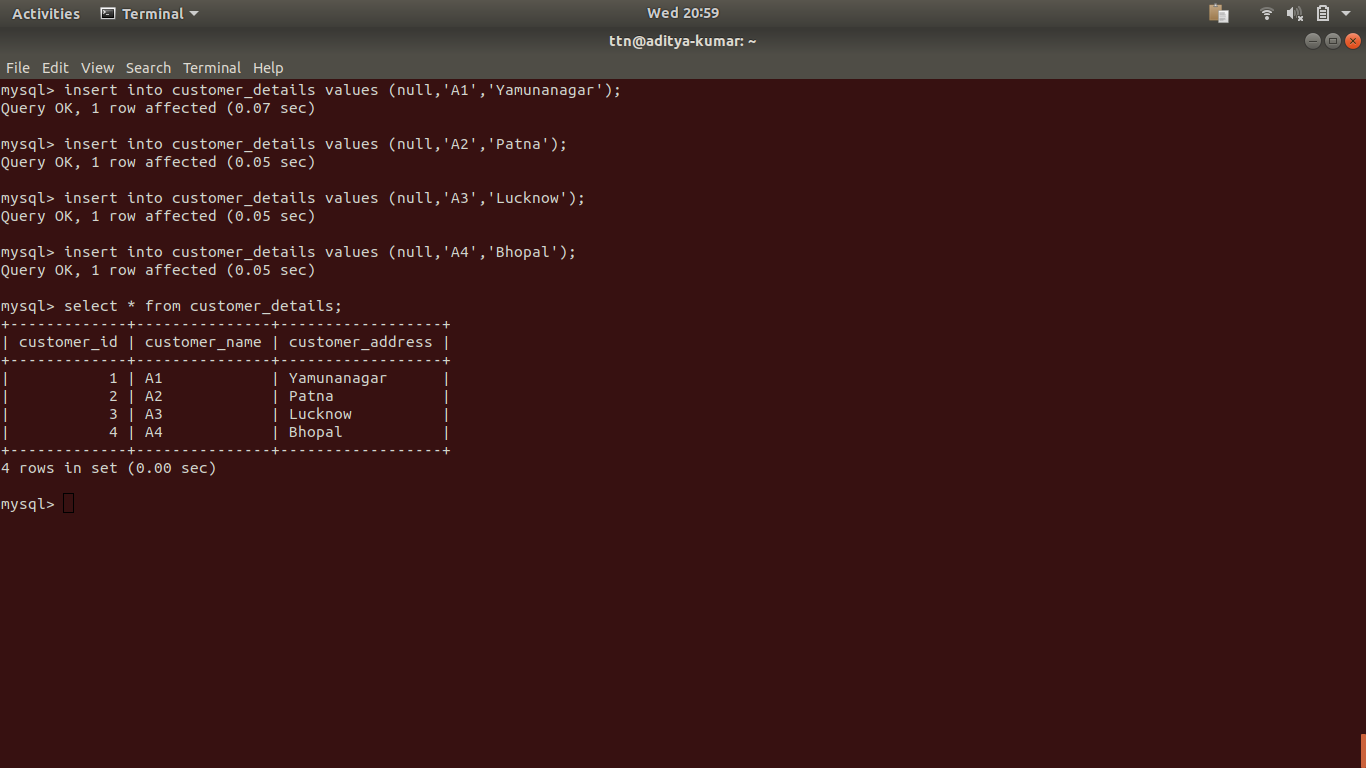 Activities Terminal Wed 20:59
ttn@aditya-kumar: ~
File Edit View Search Terminal Help
mysql> insert into customer_details values (null,'A1','Yamunanagar');
Query OK, 1 row affected (0.07 sec)

mysql> insert into customer_details values (null,'A2','Patna');
Query OK, 1 row affected (0.05 sec)

mysql> insert into customer_details values (null,'A3','Lucknow');
Query OK, 1 row affected (0.05 sec)

mysql> insert into customer_details values (null,'A4','Bhopal');
Query OK, 1 row affected (0.05 sec)

mysql> select * from customer_details;
+-------------+---------------+------------------+
| customer_id | customer_name | customer_address |
+-------------+---------------+------------------+
|           1 | A1            | Yamunanagar      |
|           2 | A2            | Patna            |
|           3 | A3            | Lucknow          |
|           4 | A4            | Bhopal           |
+-------------+---------------+------------------+
4 rows in set (0.00 sec)

mysql>